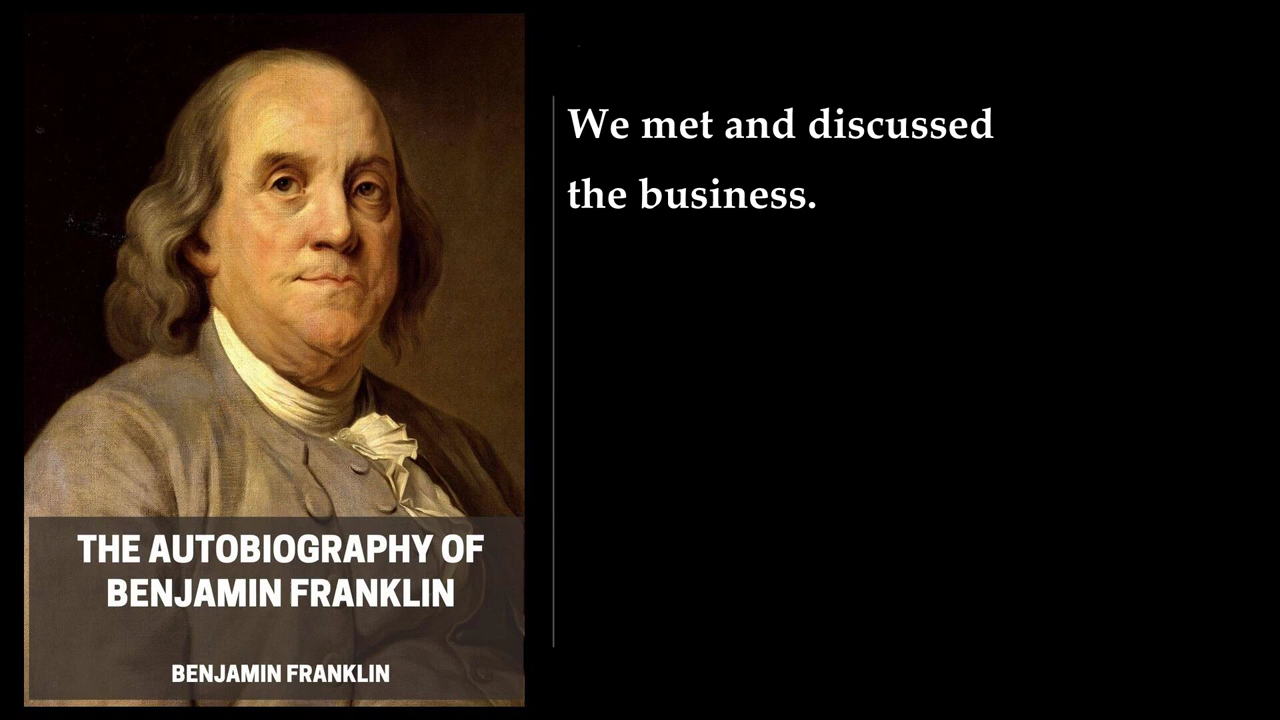 We met and discussed
the business.
THE AUTOBIOGRAPHY OF
BENJAMIN FRANKLIN
BENJAMIN FRANKLIN